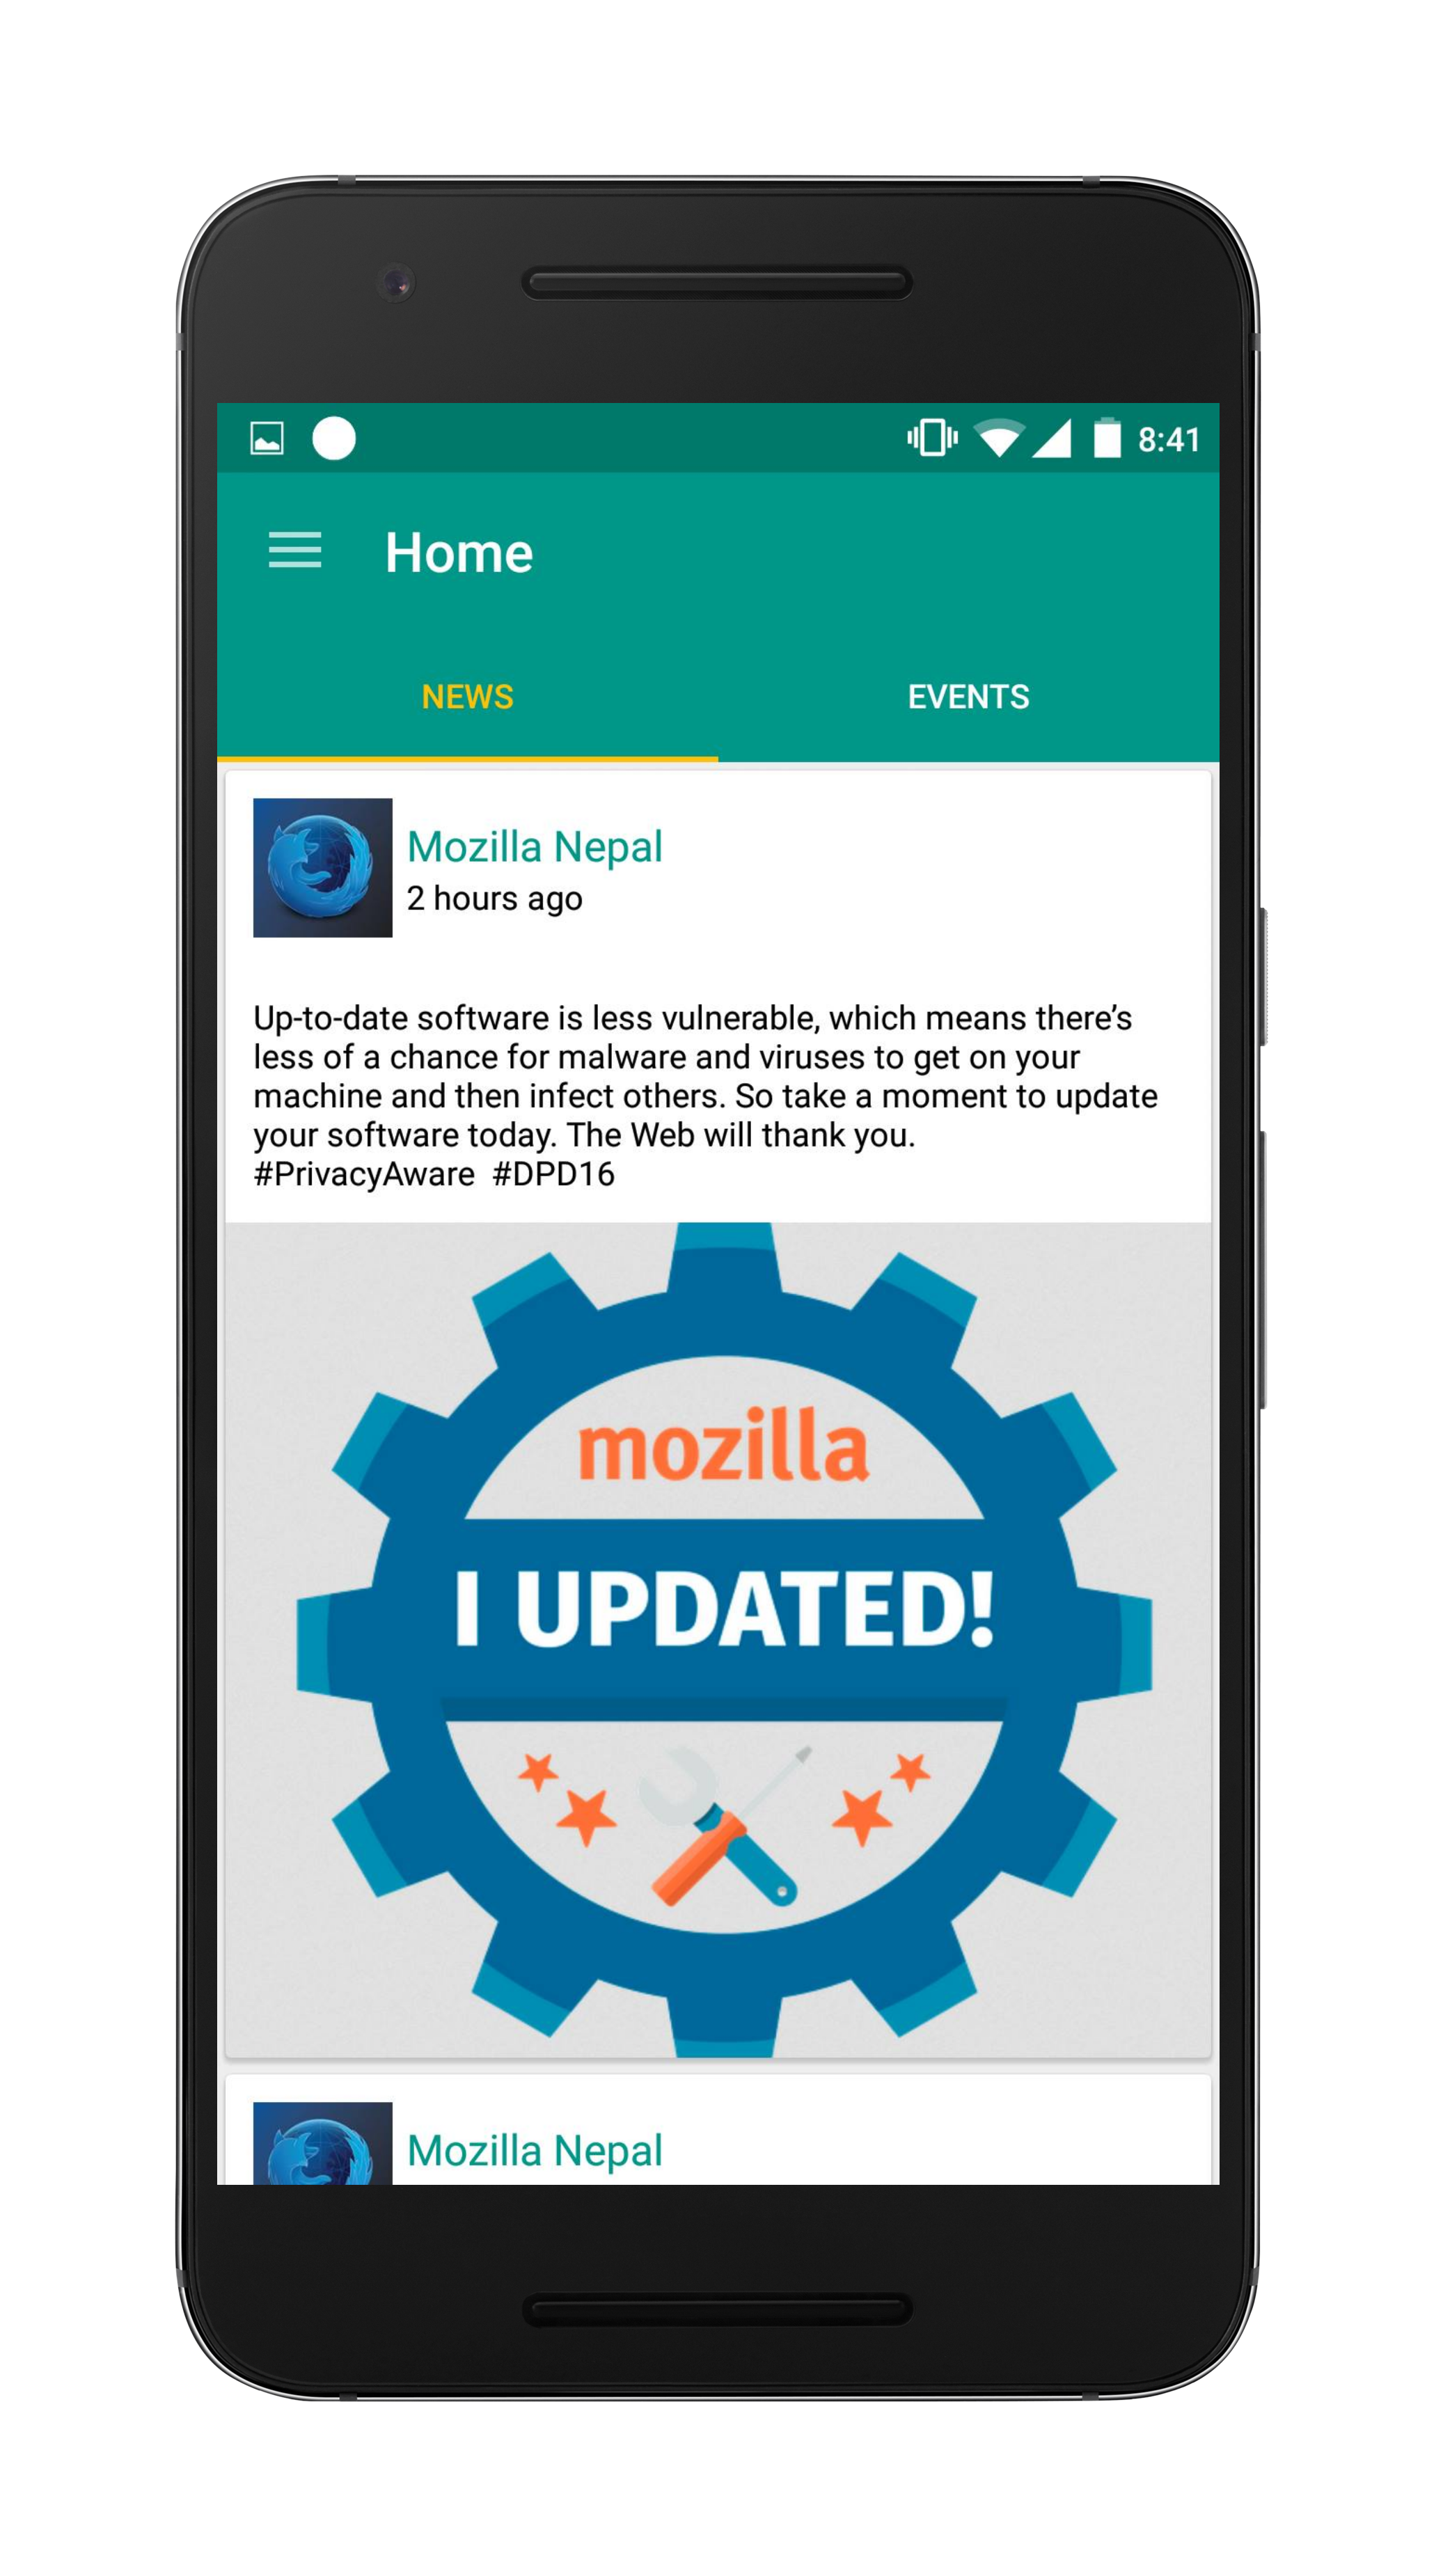 8:41
Home
NEWS
EVENTS
Mozilla Nepal
2 hours ago
Up-to-date software is less vulnerable, which means there’s
less of a chance for malware and viruses to get on your
machine and then infect others. So take a moment to update
your software today. The Web will thank you.
#PrivacyAware  #DPD16
mozilla
I UPDATED!
Mozilla Nepal